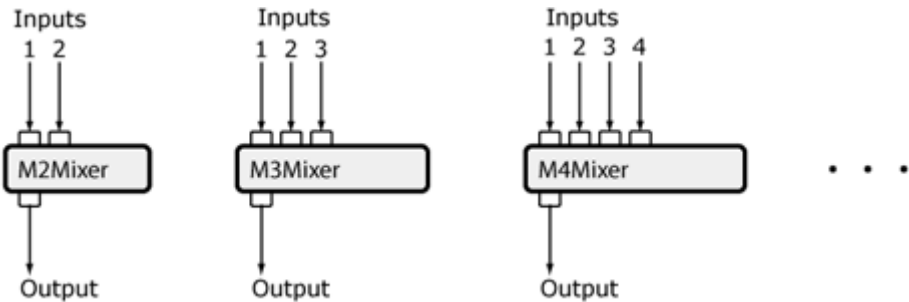 Inputs
1 2
M2Mixer
Output
Inputs
1 2 3
M3Mixer
Output
Inputs
1 2 3 4
M4Mixer
Output
. . .